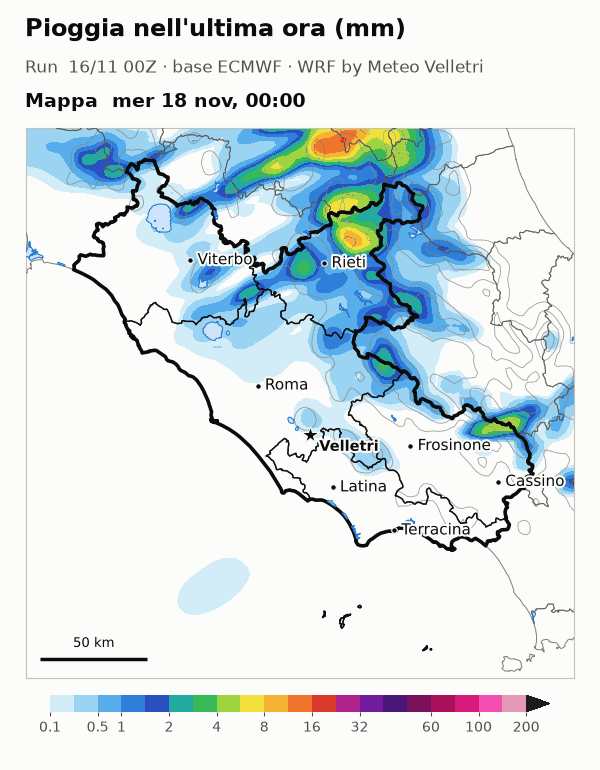 Pioggia nell'ultima ora (mm)
Run  16/11 00Z · base ECMWF · WRF by Meteo Velletri
Mappa  mer 18 nov, 00:00
Viterbo
Rieti
Roma
Velletri
Frosinone
Cassino
Latina
Terracina
50 km
0.1 0.5 1 2 4 8 16 32 60 100 200